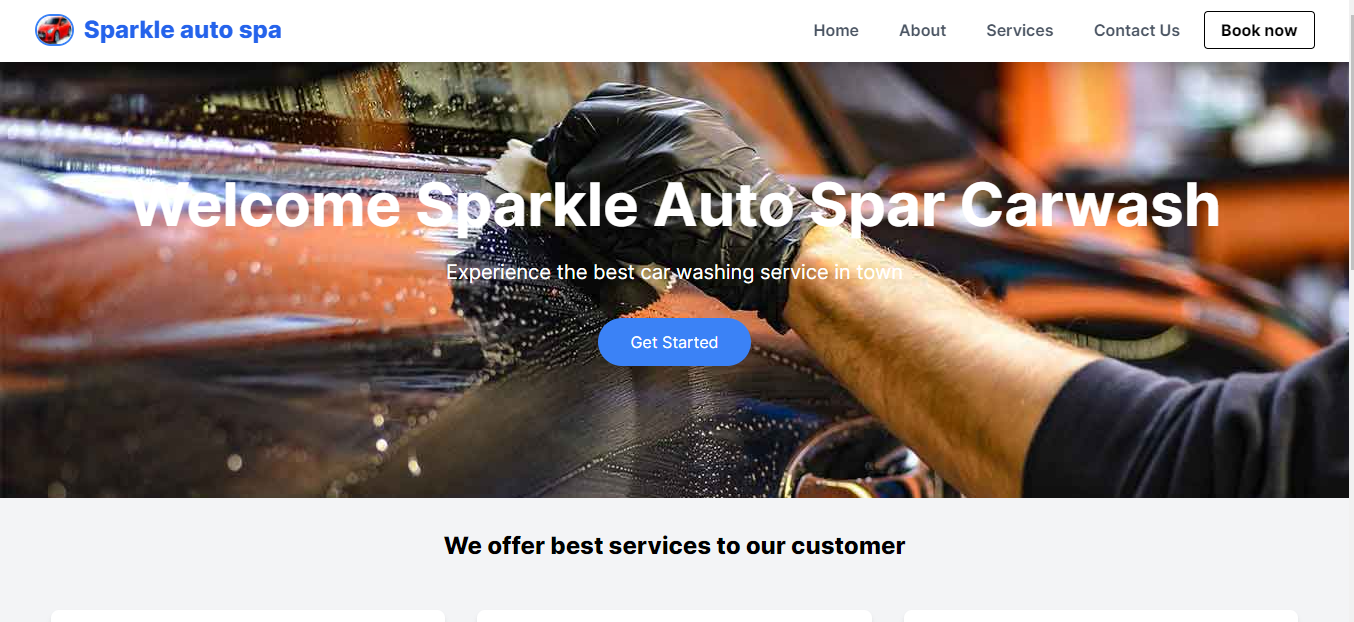 Sparkle auto spa
Home About Services Contact Us Book now
Welcome Sparkle Auto Spar Carwash
Experience the best car washing service in town
Get Started
We offer best services to our customer